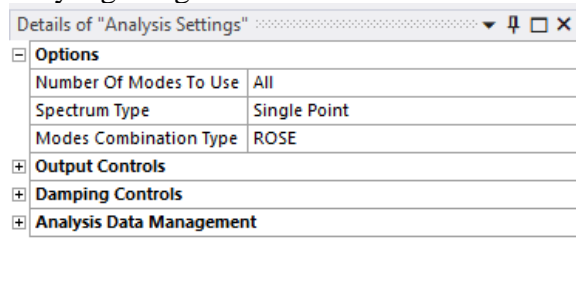 Details of "Analysis Settings"
Options
Number Of Modes To Use All
Spectrum Type Single Point
Modes Combination Type ROSE
Output Controls
Damping Controls
Analysis Data Management